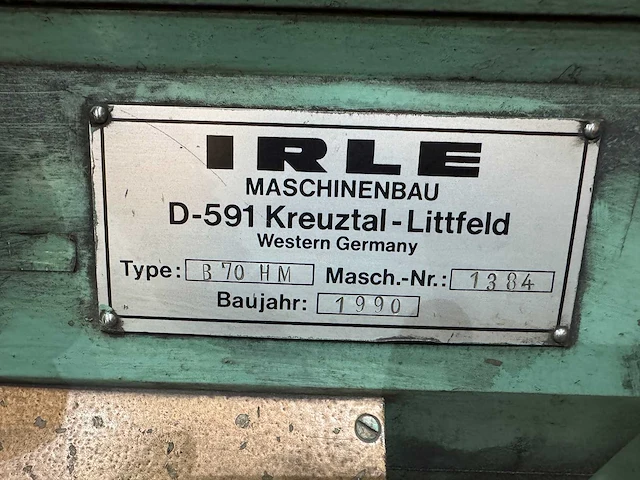 IRLE
MASCHINENBAU
D-591 Kreuztal-Littfeld
Western Germany
Type: B 70 HM Masch.-Nr.: 1384
Baujahr: 1990